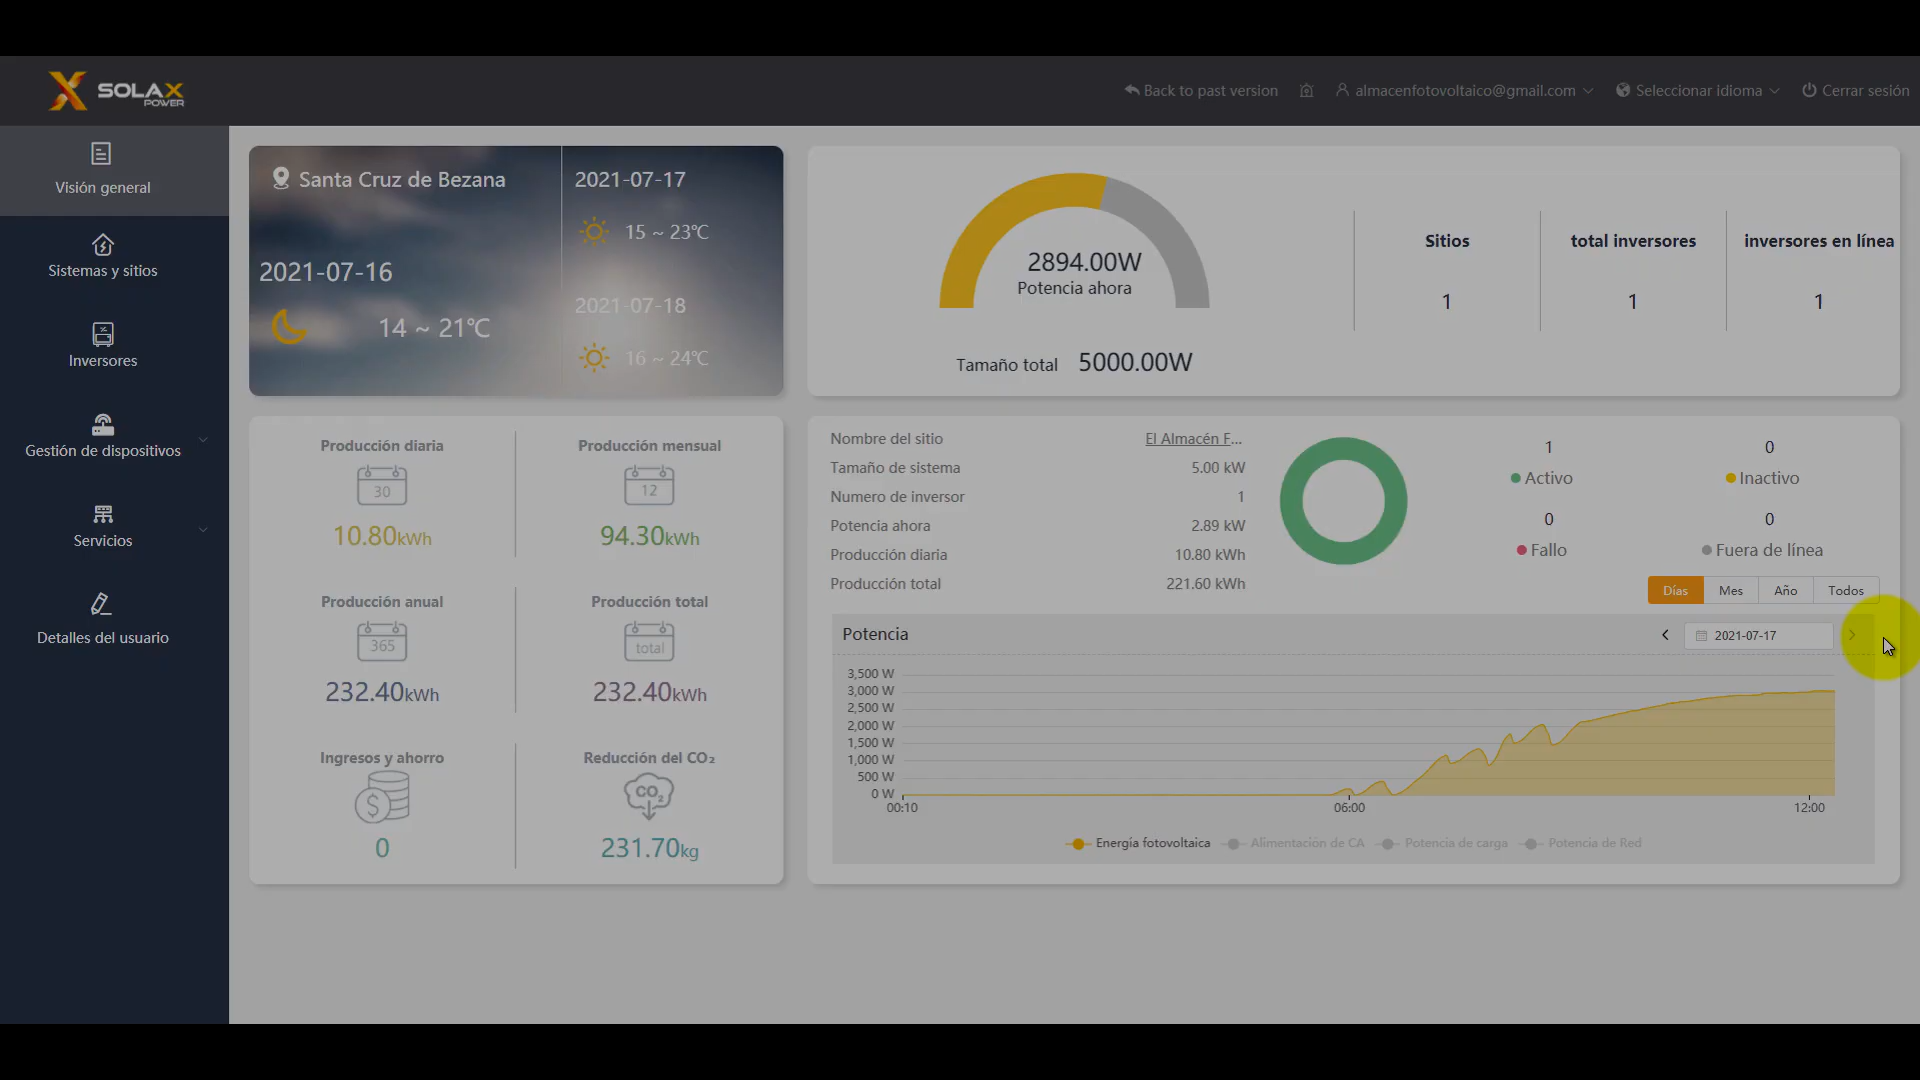 SOLAX
POWER
Back to past version
almacenfotovoltaico@gmail.com
Seleccionar idioma
Cerrar sesión
Visión general
Sistemas y sitios
Inversores
Gestión de dispositivos
Servicios
Detalles del usuario
Santa Cruz de Bezana
2021-07-16
14 ~ 21℃
2021-07-17
15 ~ 23℃
2021-07-18
16 ~ 24℃
2894.00W
Potencia ahora
Tamaño total 5000.00W
Sitios
1
total inversores
1
inversores en línea
1
Producción diaria
30
10.80kWh
Producción mensual
12
94.30kWh
Producción anual
365
232.40kWh
Producción total
total
232.40kWh
Ingresos y ahorro
$
0
Reducción del CO₂
CO₂
231.70kg
Nombre del sitio El Almacén F...
Tamaño de sistema 5.00 kW
Numero de inversor 1
Potencia ahora 2.89 kW
Producción diaria 10.80 kWh
Producción total 221.60 kWh
1
Activo
0
Inactivo
0
Fallo
0
Fuera de línea
Días Mes Año Todos
Potencia
2021-07-17
3,500 W
3,000 W
2,500 W
2,000 W
1,500 W
1,000 W
500 W
0 W
00:10 06:00 12:00
Energía fotovoltaica Alimentación de CA Potencia de carga Potencia de Red